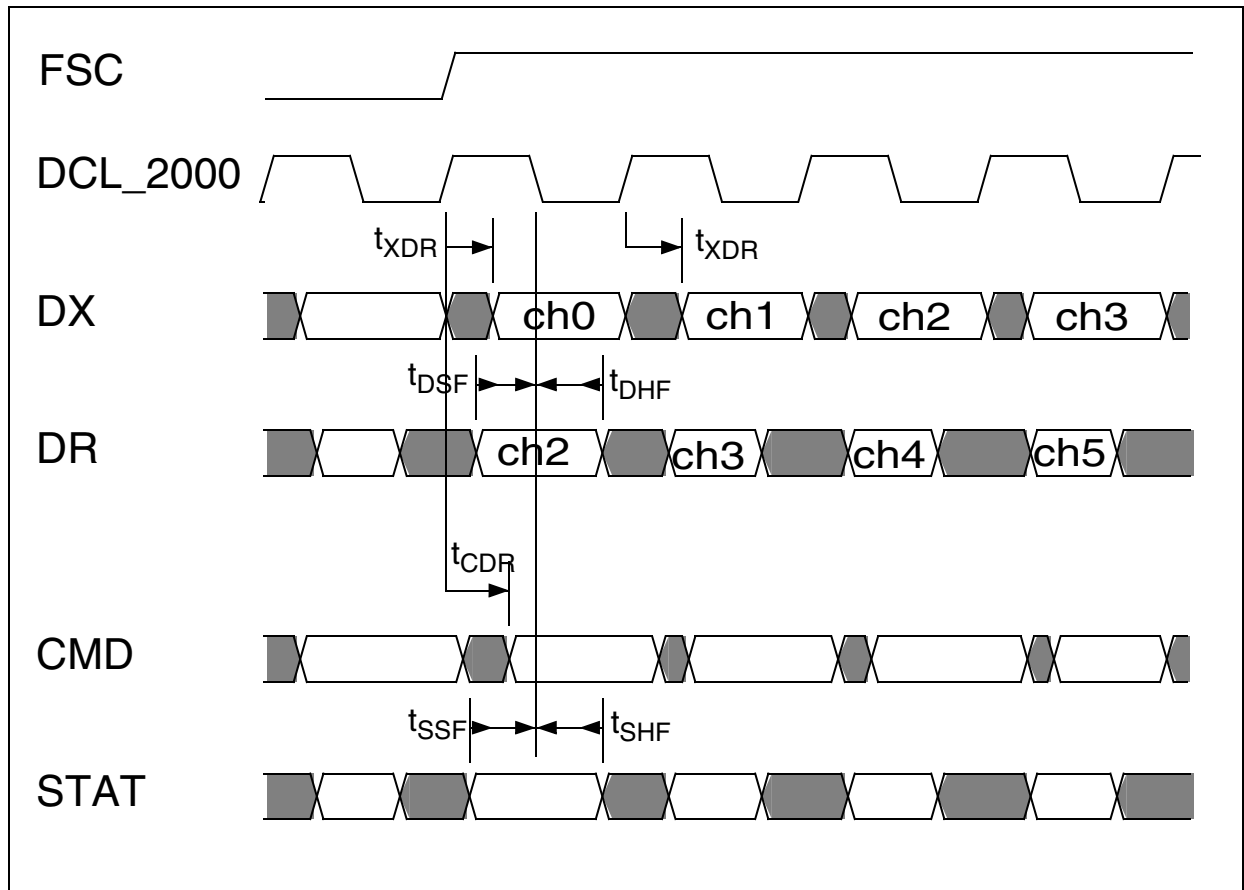 FSC
DCL_2000
tXDR tXDR
DX ch0 ch1 ch2 ch3
tDSF tDHF
DR ch2 ch3 ch4 ch5
tCDR
CMD
tSSF tSHF
STAT